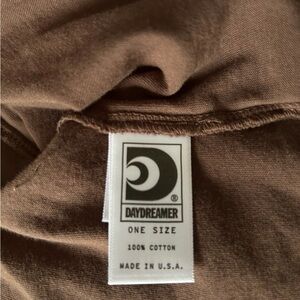 ®
DAYDREAMER
ONE SIZE
100% COTTON
MADE IN U.S.A.